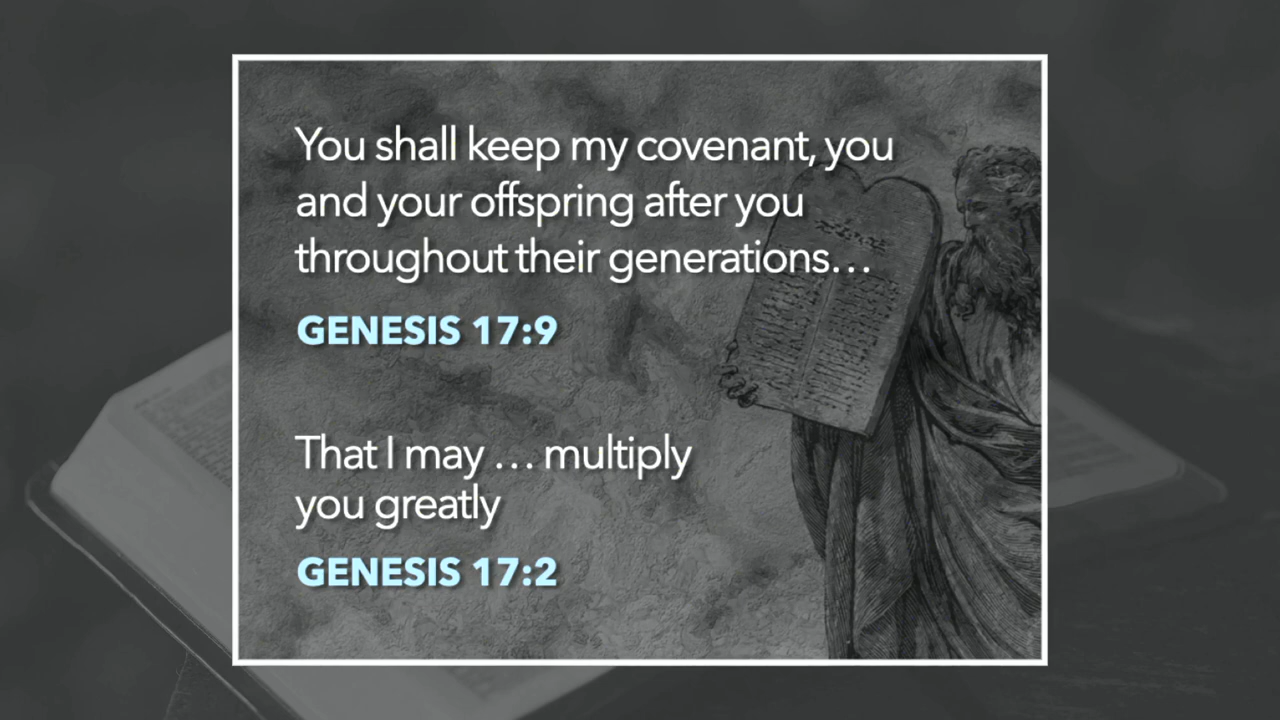 You shall keep my covenant, you
and your offspring after you
throughout their generations…
GENESIS 17:9
That I may … multiply
you greatly
GENESIS 17:2